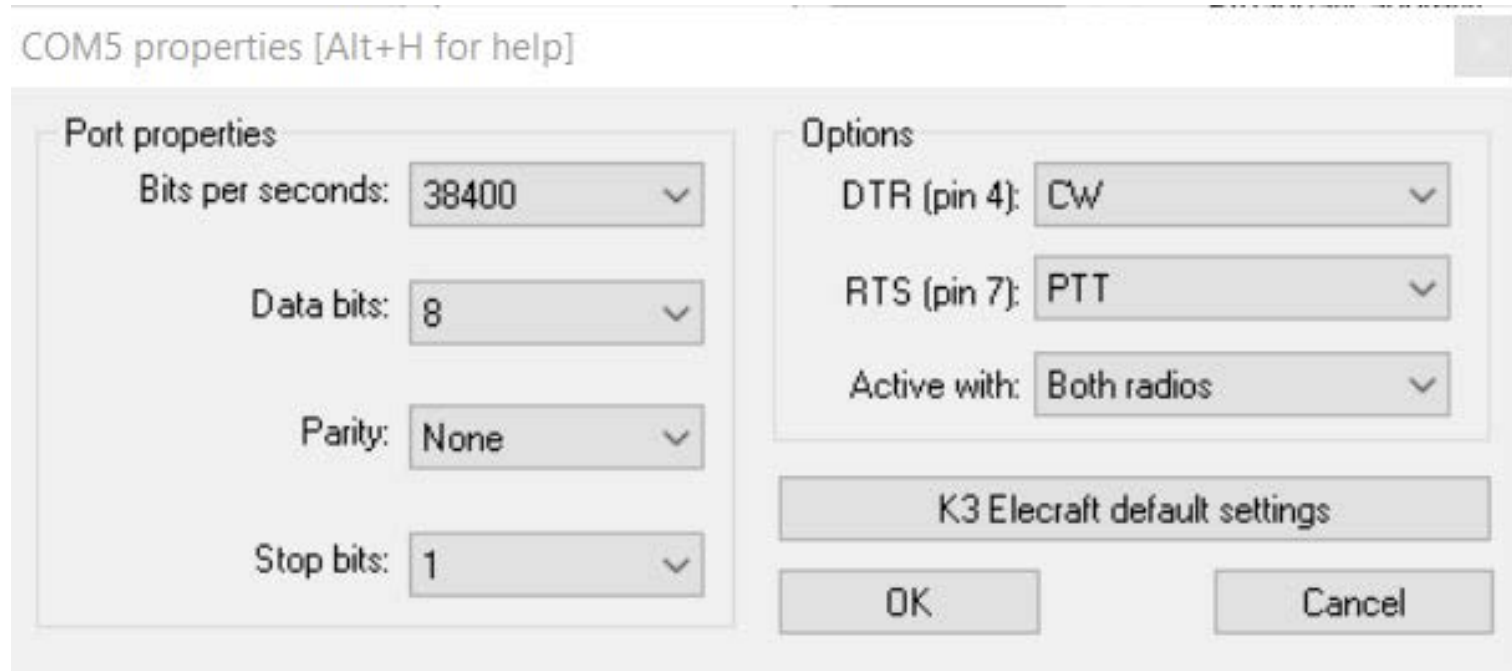 COM5 properties [Alt+H for help]
Port properties
Bits per seconds: 38400
Data bits: 8
Parity: None
Stop bits: 1
Options
DTR (pin 4): CW
RTS (pin 7): PTT
Active with: Both radios
K3 Elecraft default settings
OK
Cancel